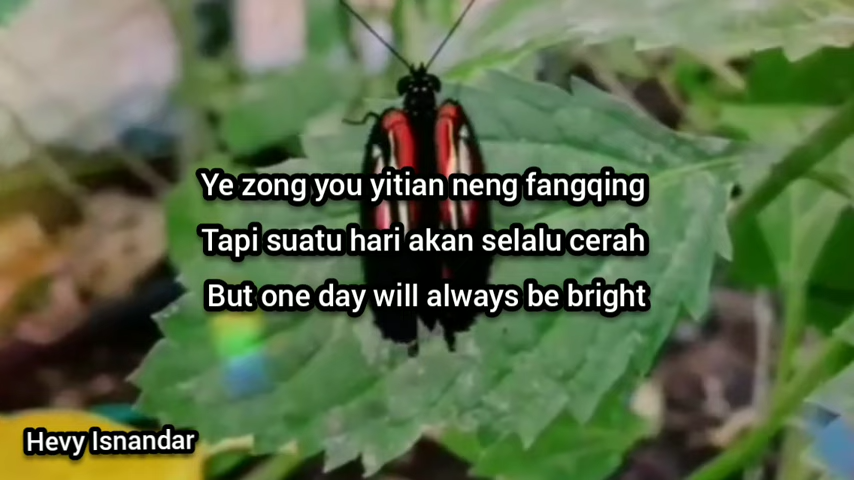 Ye zong you yitian neng fangqing
Tapi suatu hari akan selalu cerah
But one day will always be bright
Hevy Isnandar